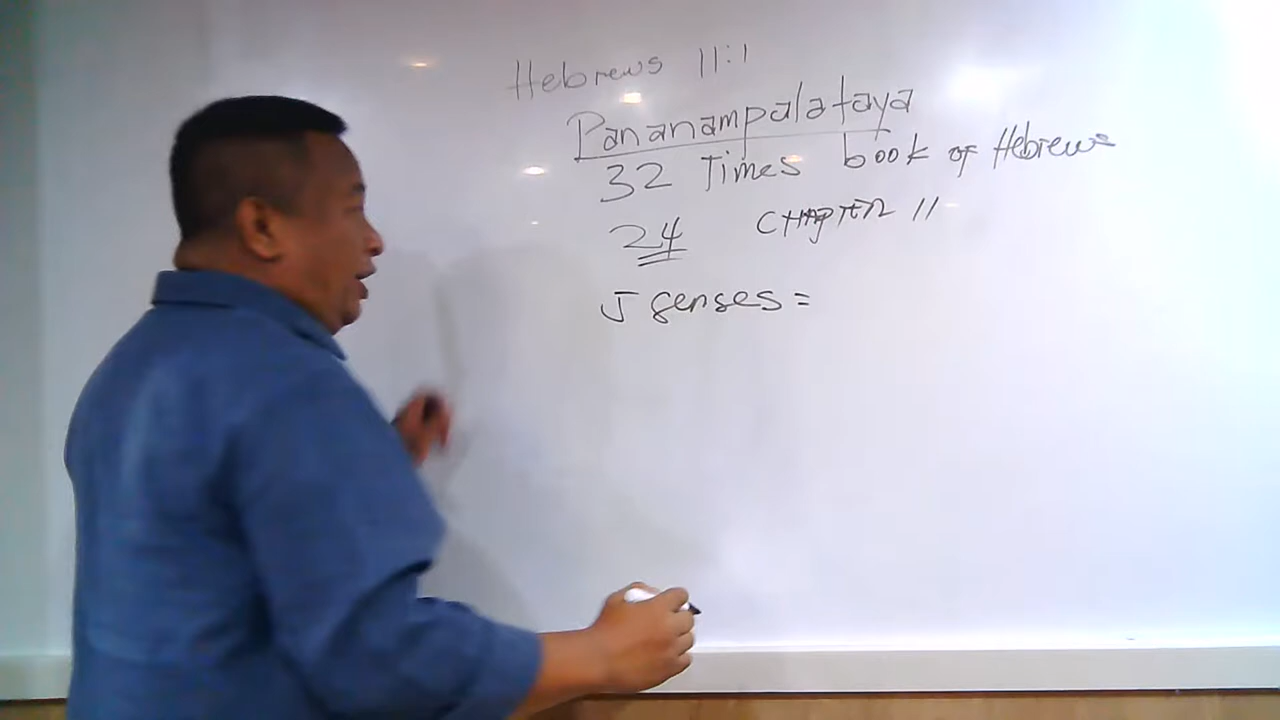 Hebrews 11:1
Pananampalataya
32 Times book of Hebrews
24 CHAPTER 11
5 senses =